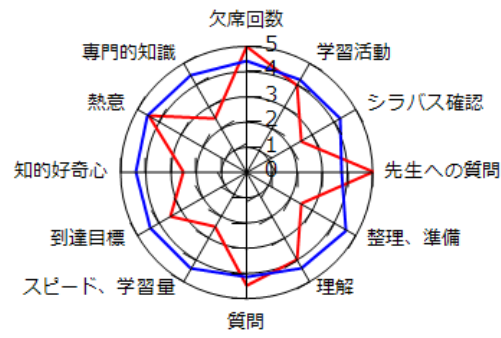 欠席回数
専門的知識
5
学習活動
4
熱意
3
シラバス確認
2
1
知的好奇心
0
先生への質問
到達目標
整理、準備
スピード、学習量
理解
質問